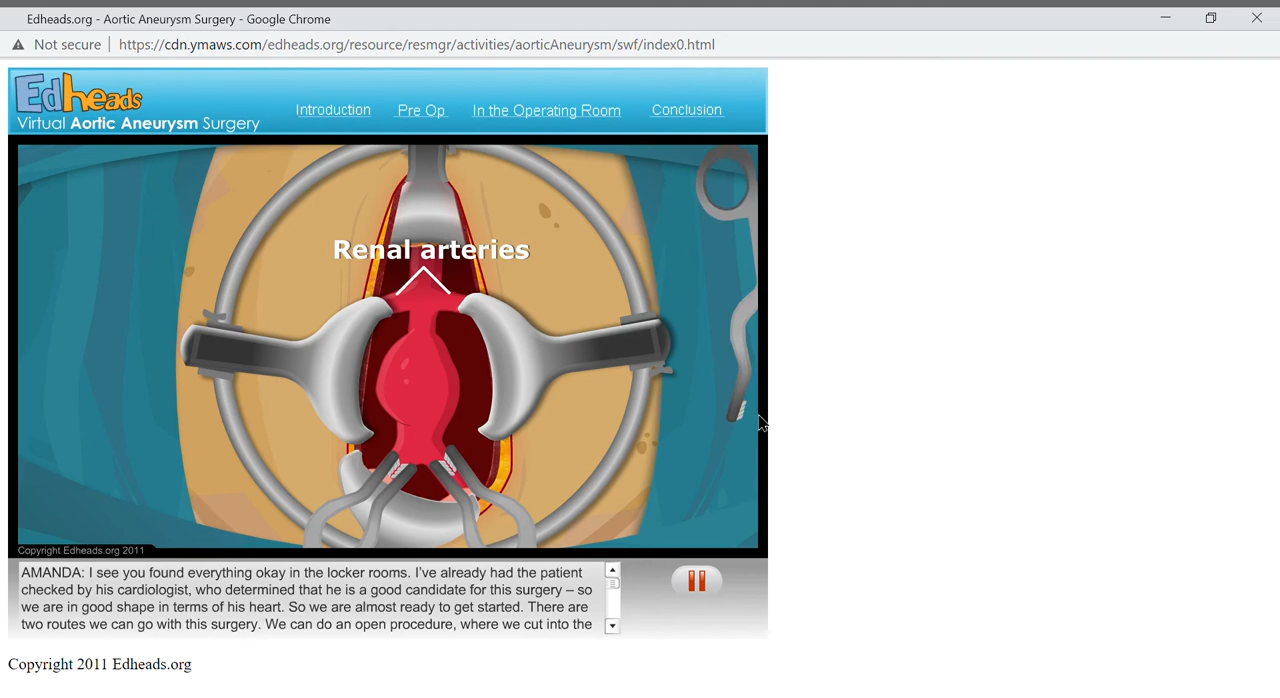 Edheads.org - Aortic Aneurysm Surgery - Google Chrome
Not secure | https://cdn.ymaws.com/edheads.org/resource/resmgr/activities/aorticAneurysm/swf/index0.html
Edheads
Virtual Aortic Aneurysm Surgery
Introduction Pre Op In the Operating Room Conclusion
Renal arteries
Copyright Edheads.org 2011
AMANDA: I see you found everything okay in the locker rooms. I've already had the patient
checked by his cardiologist, who determined that he is a good candidate for this surgery – so
we are in good shape in terms of his heart. So we are almost ready to get started. There are
two routes we can go with this surgery. We can do an open procedure, where we cut into the
Copyright 2011 Edheads.org